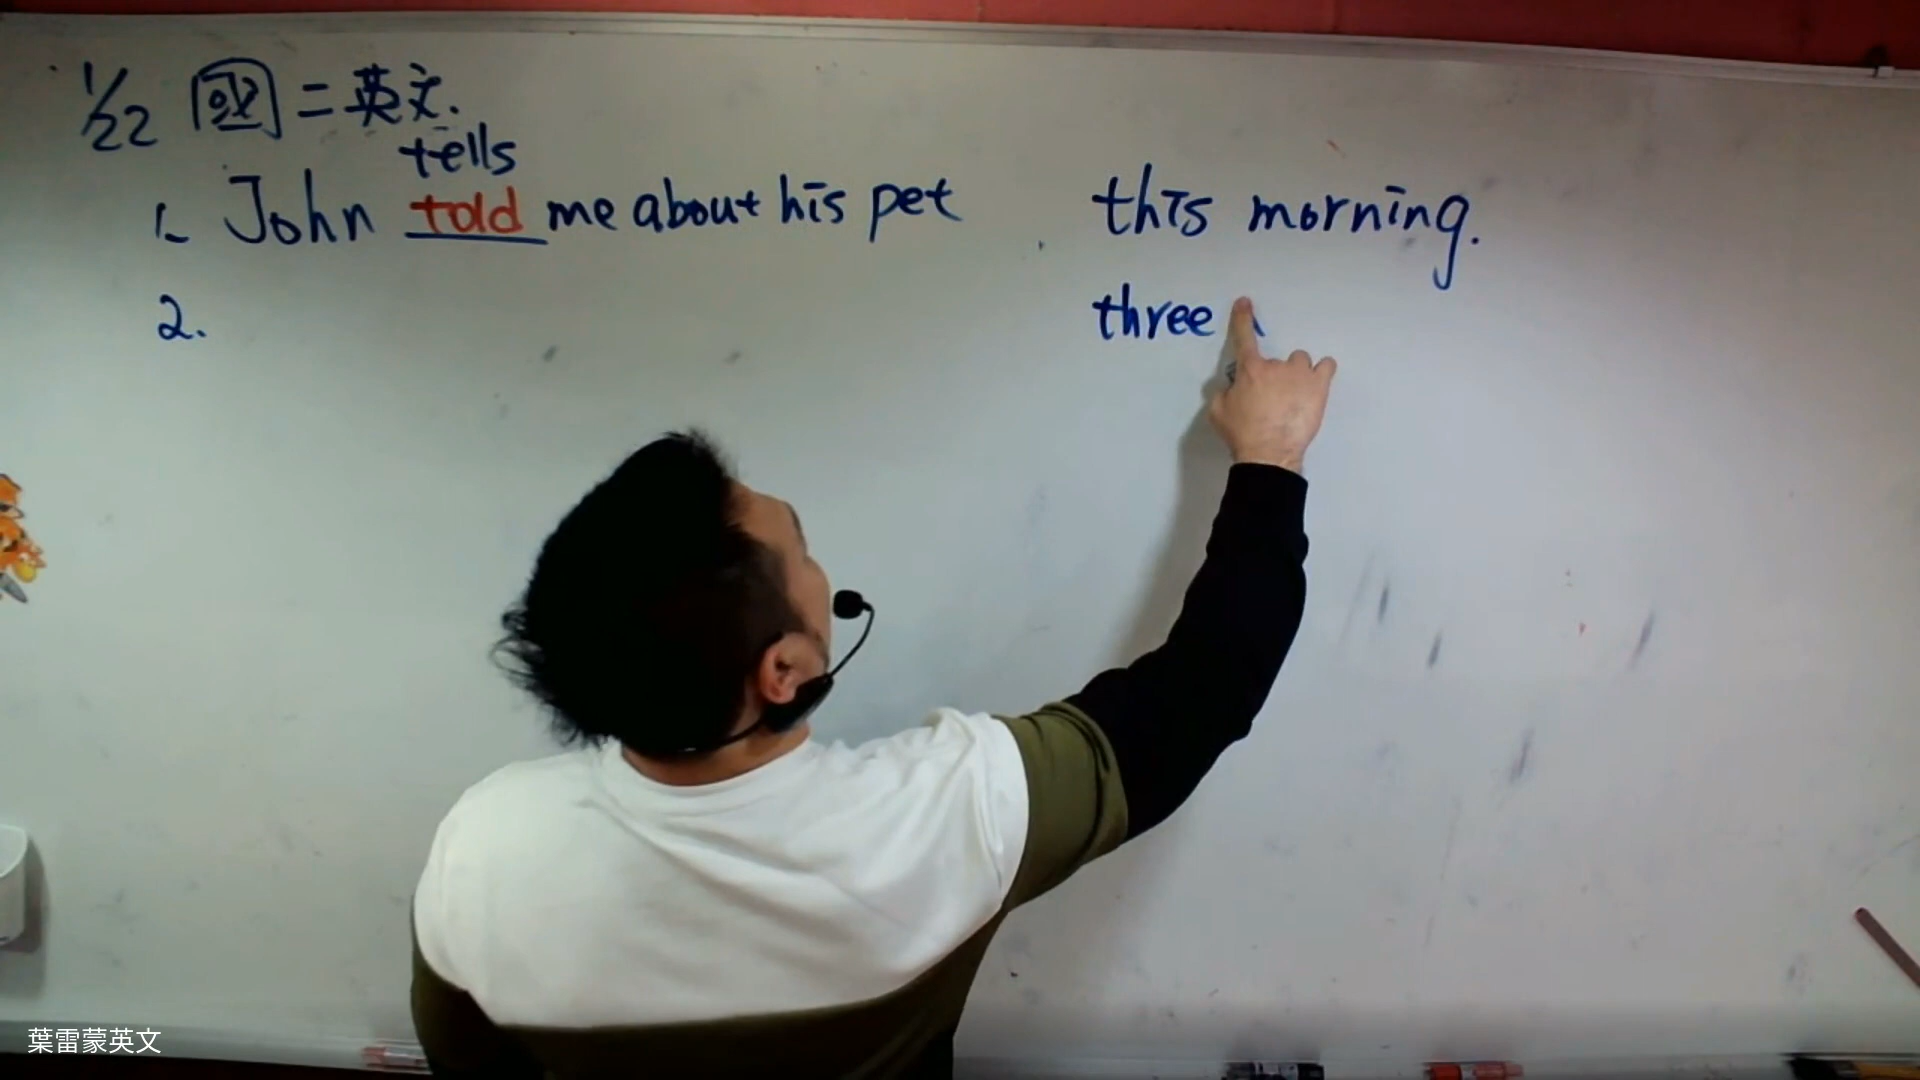 1/22 國二英文.
tells
1. John told me about his pet this morning.
2. three
葉雷蒙英文